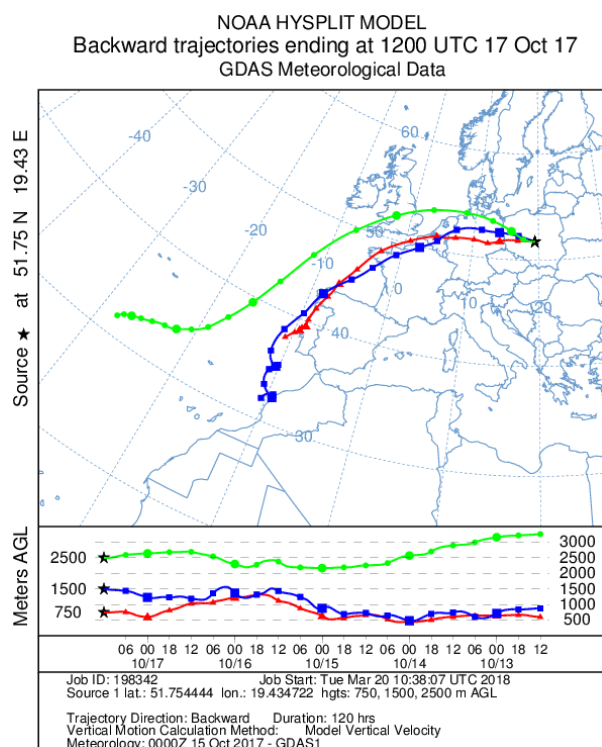 NOAA HYSPLIT MODEL
Backward trajectories ending at 1200 UTC 17 Oct 17
GDAS Meteorological Data
Source ★ at 51.75 N 19.43 E
-40
-30
-20
-10
0
10
20
60
50
40
30
Meters AGL
2500
1500
750
3000
2500
2000
1500
1000
500
06 00 18 12 06 00 18 12 06 00 18 12 06 00 18 12 06 00 18 12
10/17 10/16 10/15 10/14 10/13
Job ID: 198342 Job Start: Tue Mar 20 10:38:07 UTC 2018
Source 1 lat.: 51.754444 lon.: 19.434722 hgts: 750, 1500, 2500 m AGL
Trajectory Direction: Backward Duration: 120 hrs
Vertical Motion Calculation Method: Model Vertical Velocity
Meteorology: 0000Z 15 Oct 2017 - GDAS1